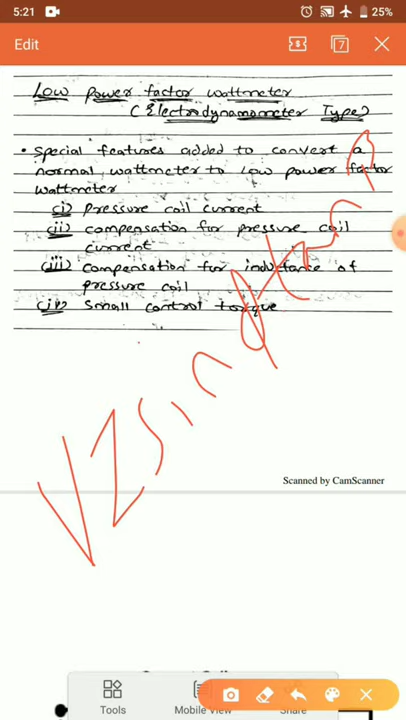 5:21
25%
Edit
7
Low Power factor wattmeter
(Electrodynamometer Type)
• Special features added to convert a
normal wattmeter to low power factor
wattmeter
(i) Pressure coil current
(ii) compensation for pressure coil
current
(iii) compensation for inductance of
pressure coil
(iv) Small control torque
Scanned by CamScanner
Tools
Mobile View
Share